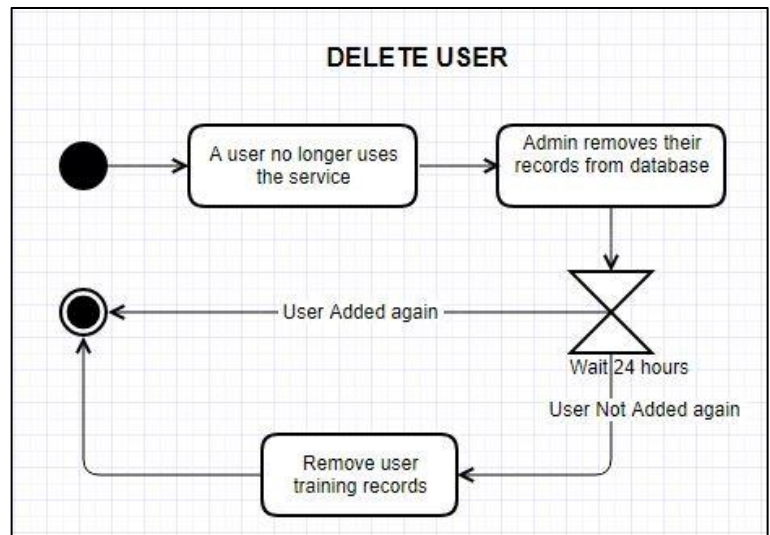 DELETE USER
A user no longer uses
the service
Admin removes their
records from database
User Added again
Wait 24 hours
User Not Added again
Remove user
training records